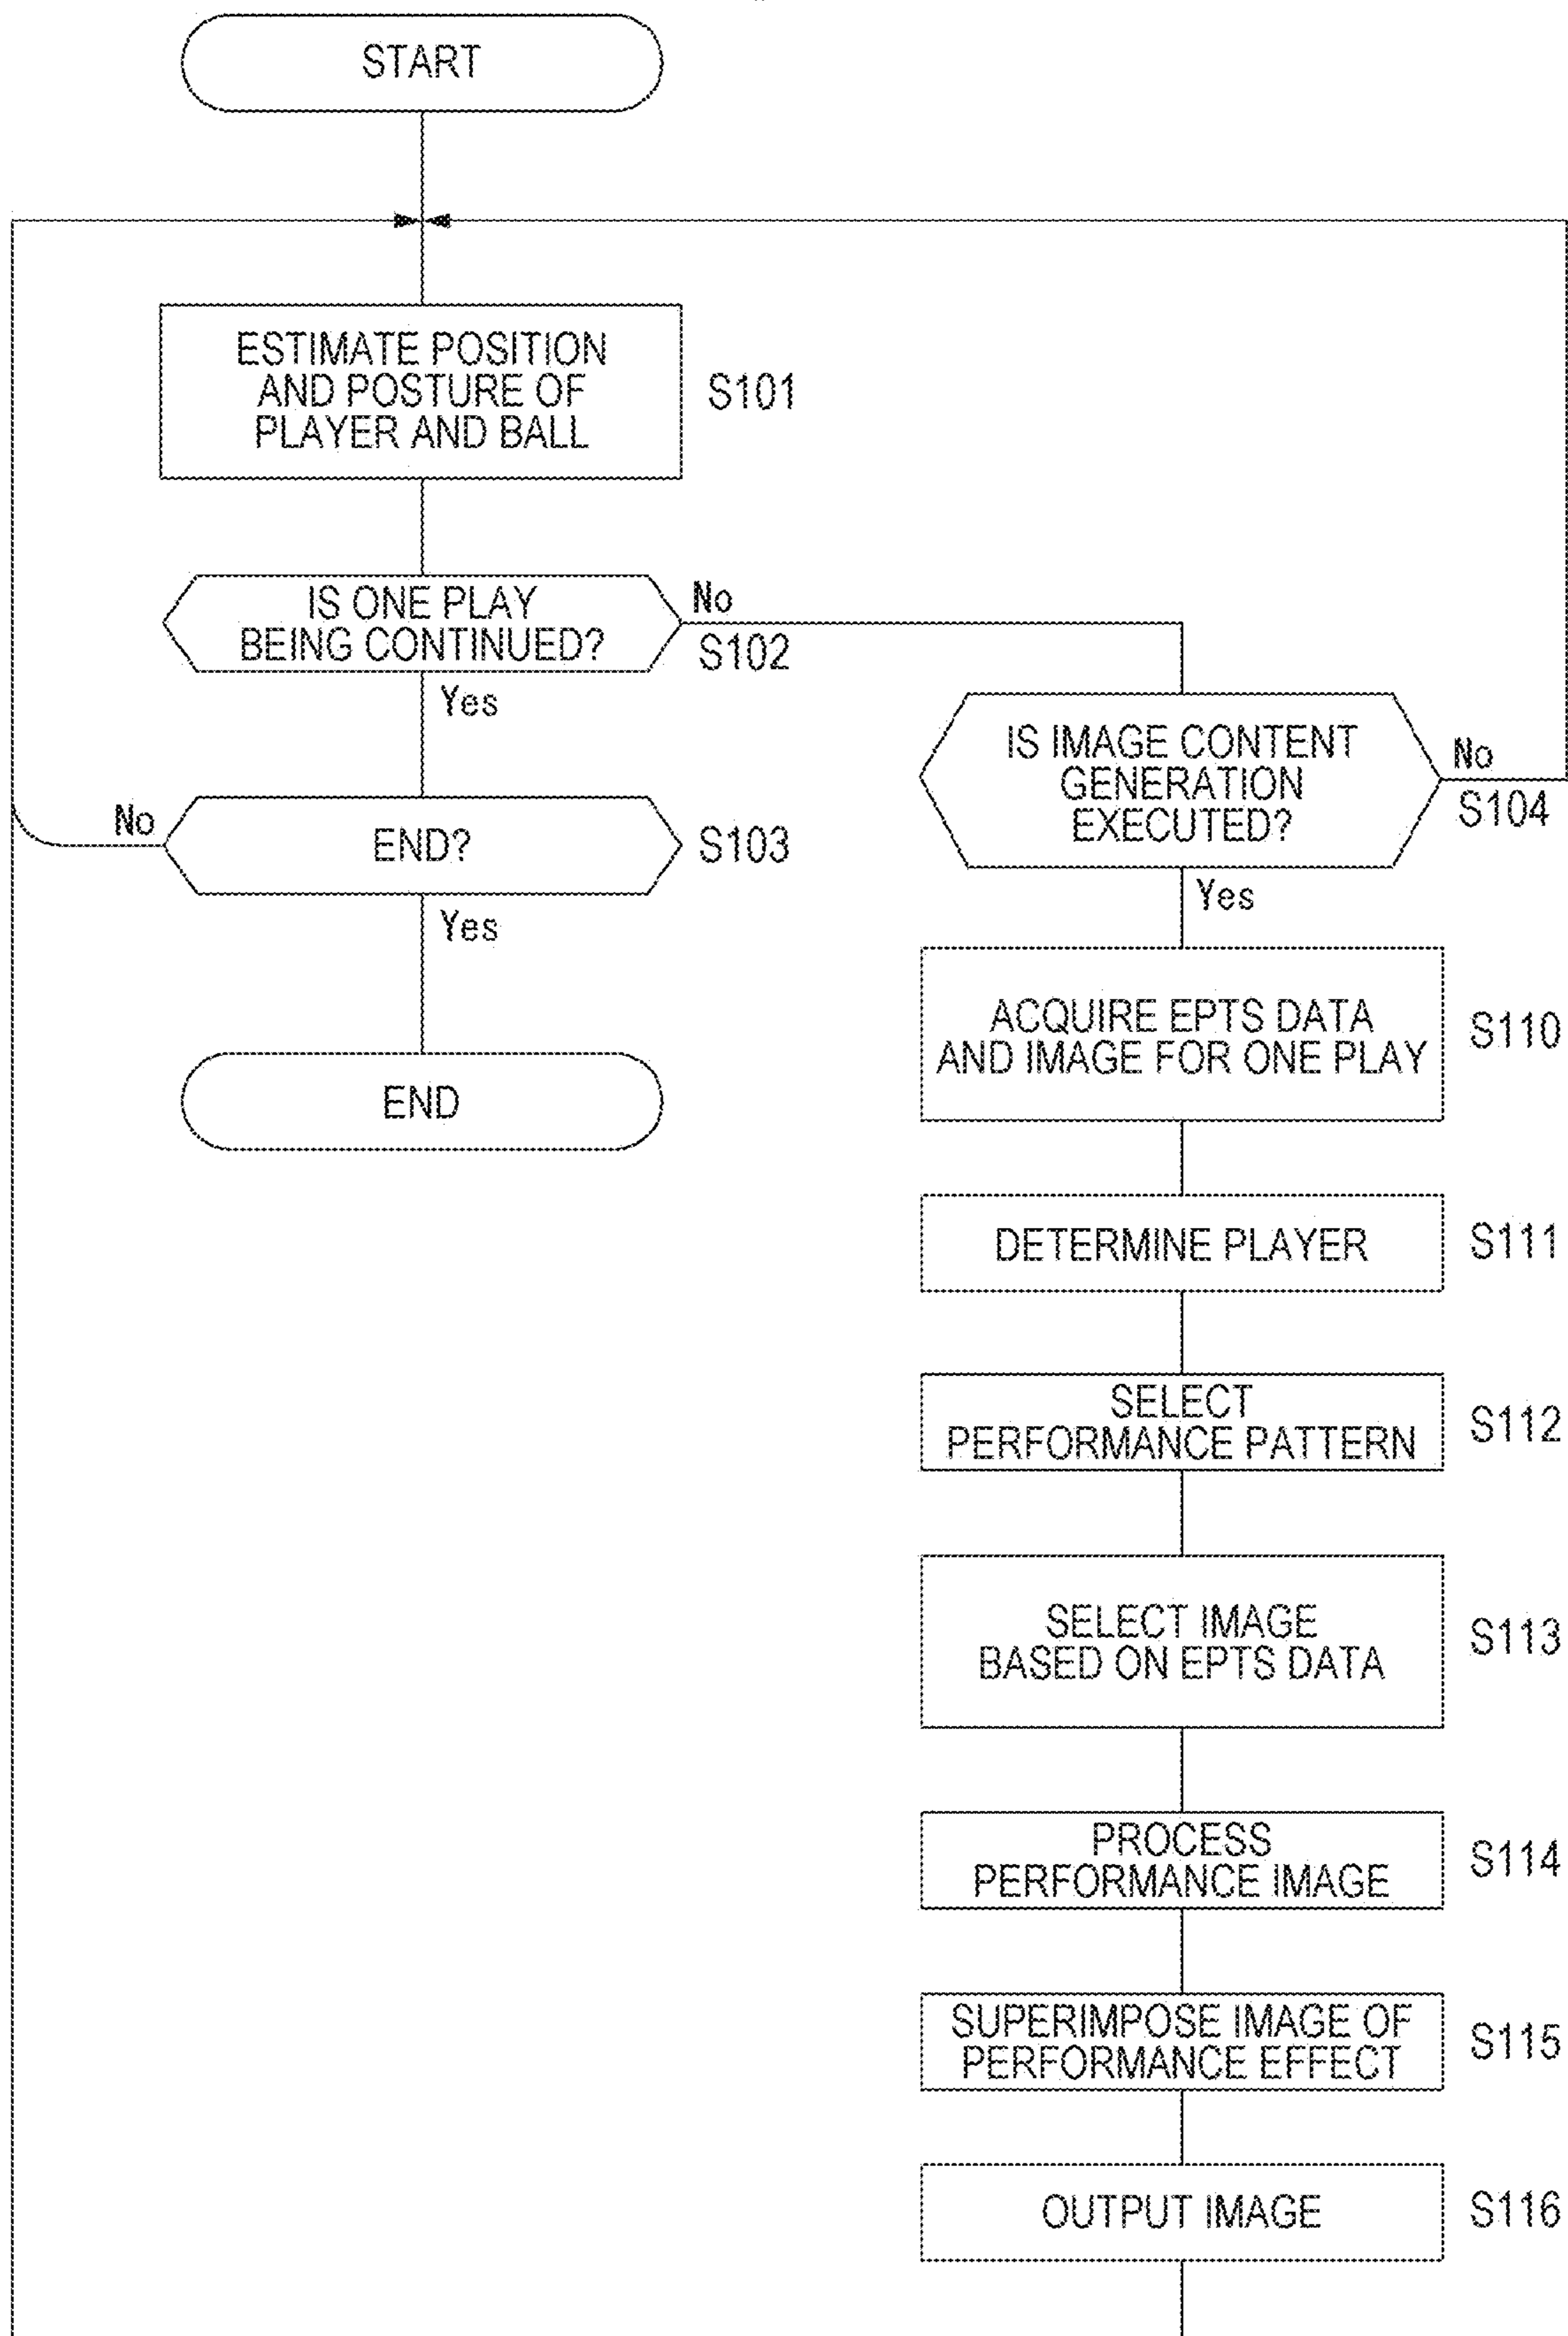 START
ESTIMATE POSITION
AND POSTURE OF
PLAYER AND BALL
S101
IS ONE PLAY
BEING CONTINUED?
No
S102
Yes
IS IMAGE CONTENT
GENERATION
EXECUTED?
No
S104
Yes
No
END?
S103
Yes
END
ACQUIRE EPTS DATA
AND IMAGE FOR ONE PLAY
S110
DETERMINE PLAYER
S111
SELECT
PERFORMANCE PATTERN
S112
SELECT IMAGE
BASED ON EPTS DATA
S113
PROCESS
PERFORMANCE IMAGE
S114
SUPERIMPOSE IMAGE OF
PERFORMANCE EFFECT
S115
OUTPUT IMAGE
S116